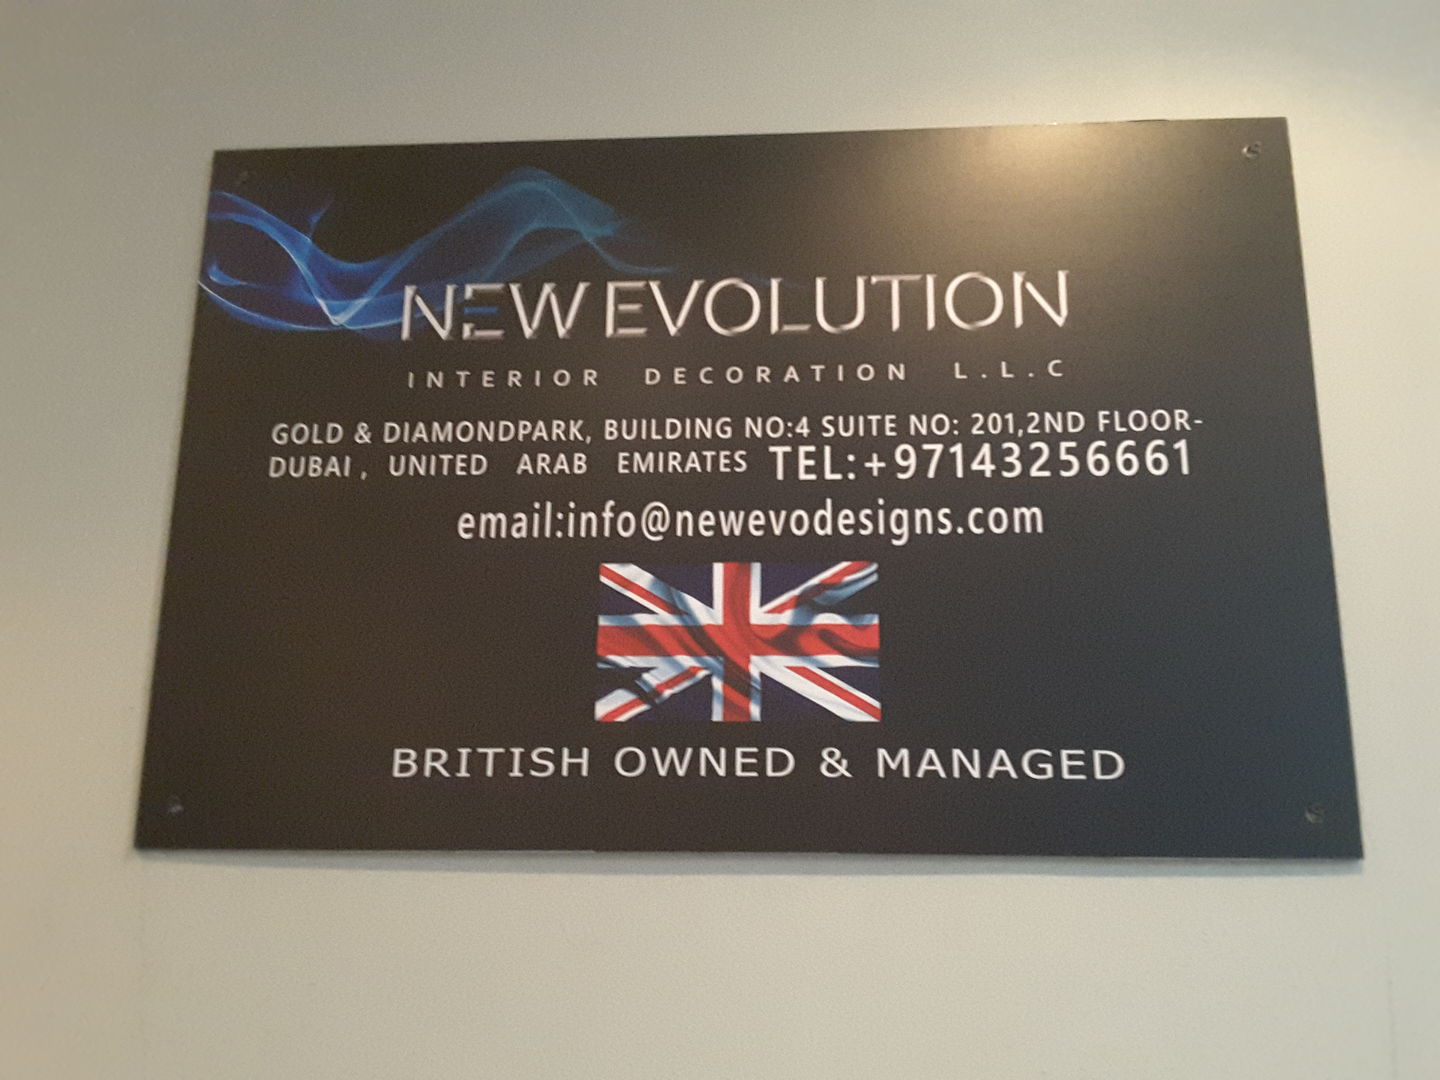 NEW EVOLUTION
INTERIOR DECORATION L.L.C
GOLD & DIAMONDPARK, BUILDING NO:4 SUITE NO: 201,2ND FLOOR-
DUBAI , UNITED ARAB EMIRATES TEL:+97143256661
email:info@newevodesigns.com
BRITISH OWNED & MANAGED